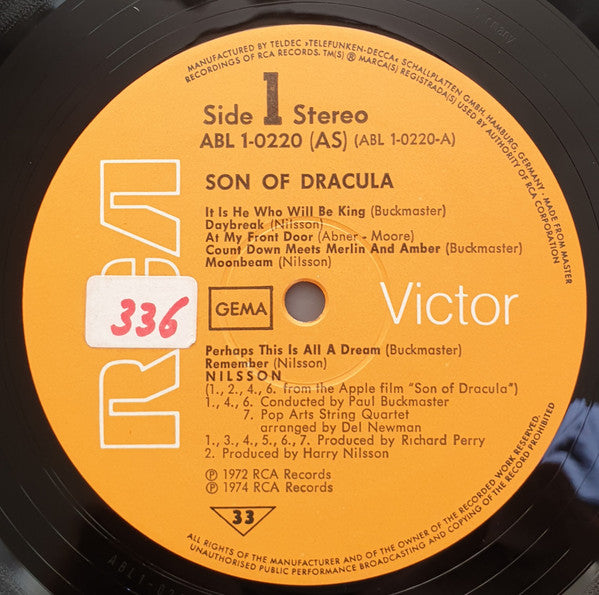 MANUFACTURED BY TELDEC »TELEFUNKEN-DECCA« SCHALLPLATTEN GMBH, HAMBURG, GERMANY · MADE FROM MASTER
RECORDINGS OF RCA RECORDS. TM(S) ® MARCA(S) REGISTRADA(S) USED BY AUTHORITY OF RCA CORPORATION
Side 1 Stereo
ABL 1-0220 (AS) (ABL 1-0220-A)
SON OF DRACULA
It Is He Who Will Be King (Buckmaster)
Daybreak (Nilsson)
At My Front Door (Abner - Moore)
Count Down Meets Merlin And Amber (Buckmaster)
Moonbeam (Nilsson)
RCA
336
GEMA
Victor
Perhaps This Is All A Dream (Buckmaster)
Remember (Nilsson)
NILSSON
(1., 2., 4., 6. from the Apple film "Son of Dracula")
1., 4., 6. Conducted by Paul Buckmaster
7. Pop Arts String Quartet
arranged by Del Newman
1., 3., 4., 5., 6., 7. Produced by Richard Perry
2. Produced by Harry Nilsson
℗ 1972 RCA Records
℗ 1974 RCA Records
33
ALL RIGHTS OF THE MANUFACTURER AND OF THE OWNER OF THE RECORDED WORK RESERVED.
UNAUTHORISED PUBLIC PERFORMANCE BROADCASTING AND COPYING OF THE RECORD PROHIBITED